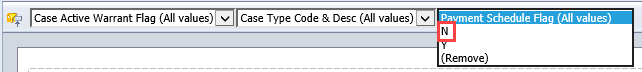 Case Active Warrant Flag (All values) Case Type Code & Desc (All values) Payment Schedule Flag (All values)
N
Y
(Remove)